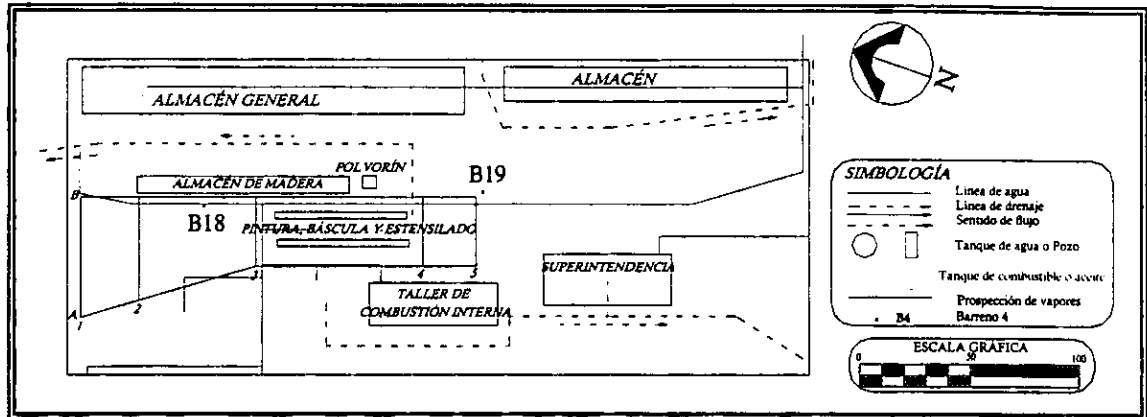 ALMACÉN GENERAL
ALMACÉN
N
POLVORÍN
ALMACÉN DE MADERA
B19
B
B18
PINTURA, BÁSCULA Y ESTENSILADO
SUPERINTENDENCIA
3
4
5
TALLER DE
COMBUSTIÓN INTERNA
A
1
2
SIMBOLOGÍA
Línea de agua
Línea de drenaje
Sentido de flujo
Tanque de agua o Pozo
Tanque de combustible o aceite
Prospección de vapores
B4 Barreno 4
ESCALA GRÁFICA
0 50 100